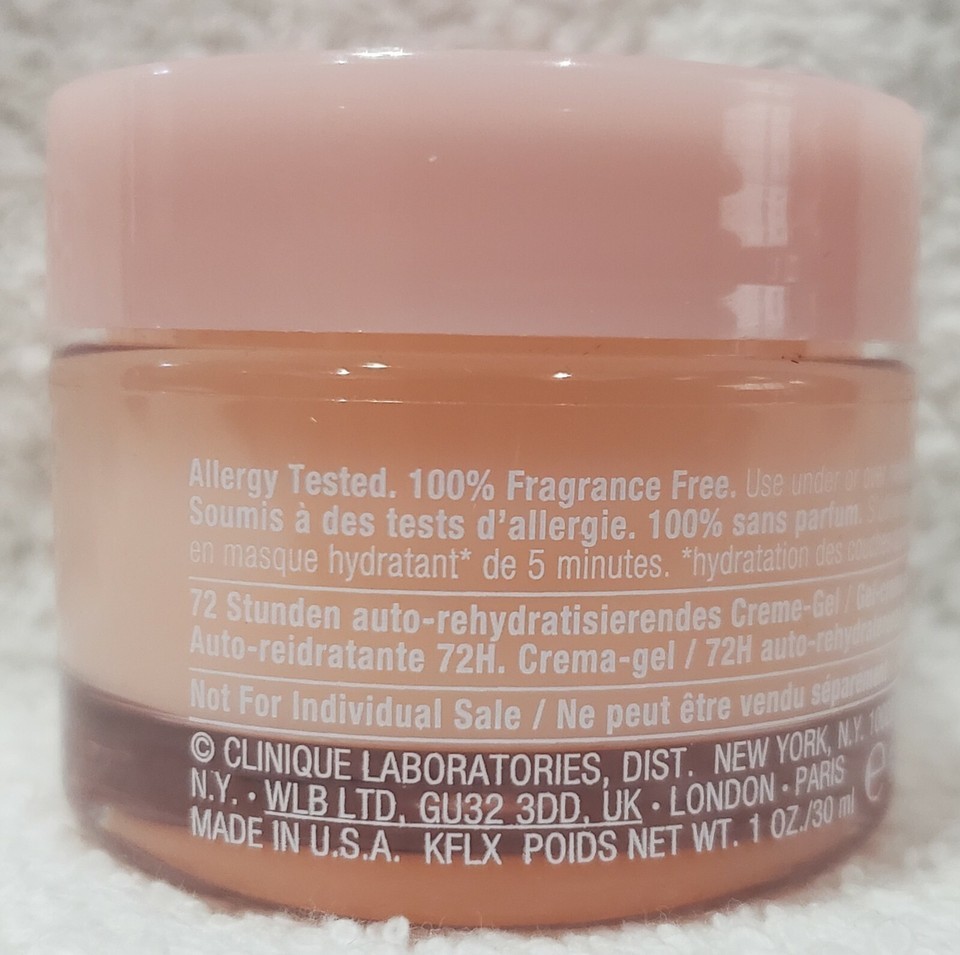 Allergy Tested. 100% Fragrance Free. Use under or over
Soumis à des tests d'allergie. 100% sans parfum.
en masque hydratant* de 5 minutes. *hydratation des
72 Stunden auto-rehydratisierendes Creme-Gel /
Auto-reidratante 72H. Crema-gel / 72H
Not For Individual Sale / Ne peut être vendu séparément
© CLINIQUE LABORATORIES, DIST. NEW YORK, N.Y.
N.Y. · WLB LTD, GU32 3DD, UK · LONDON · PARIS e
MADE IN U.S.A. KFLX POIDS NET WT. 1 OZ./30 ml